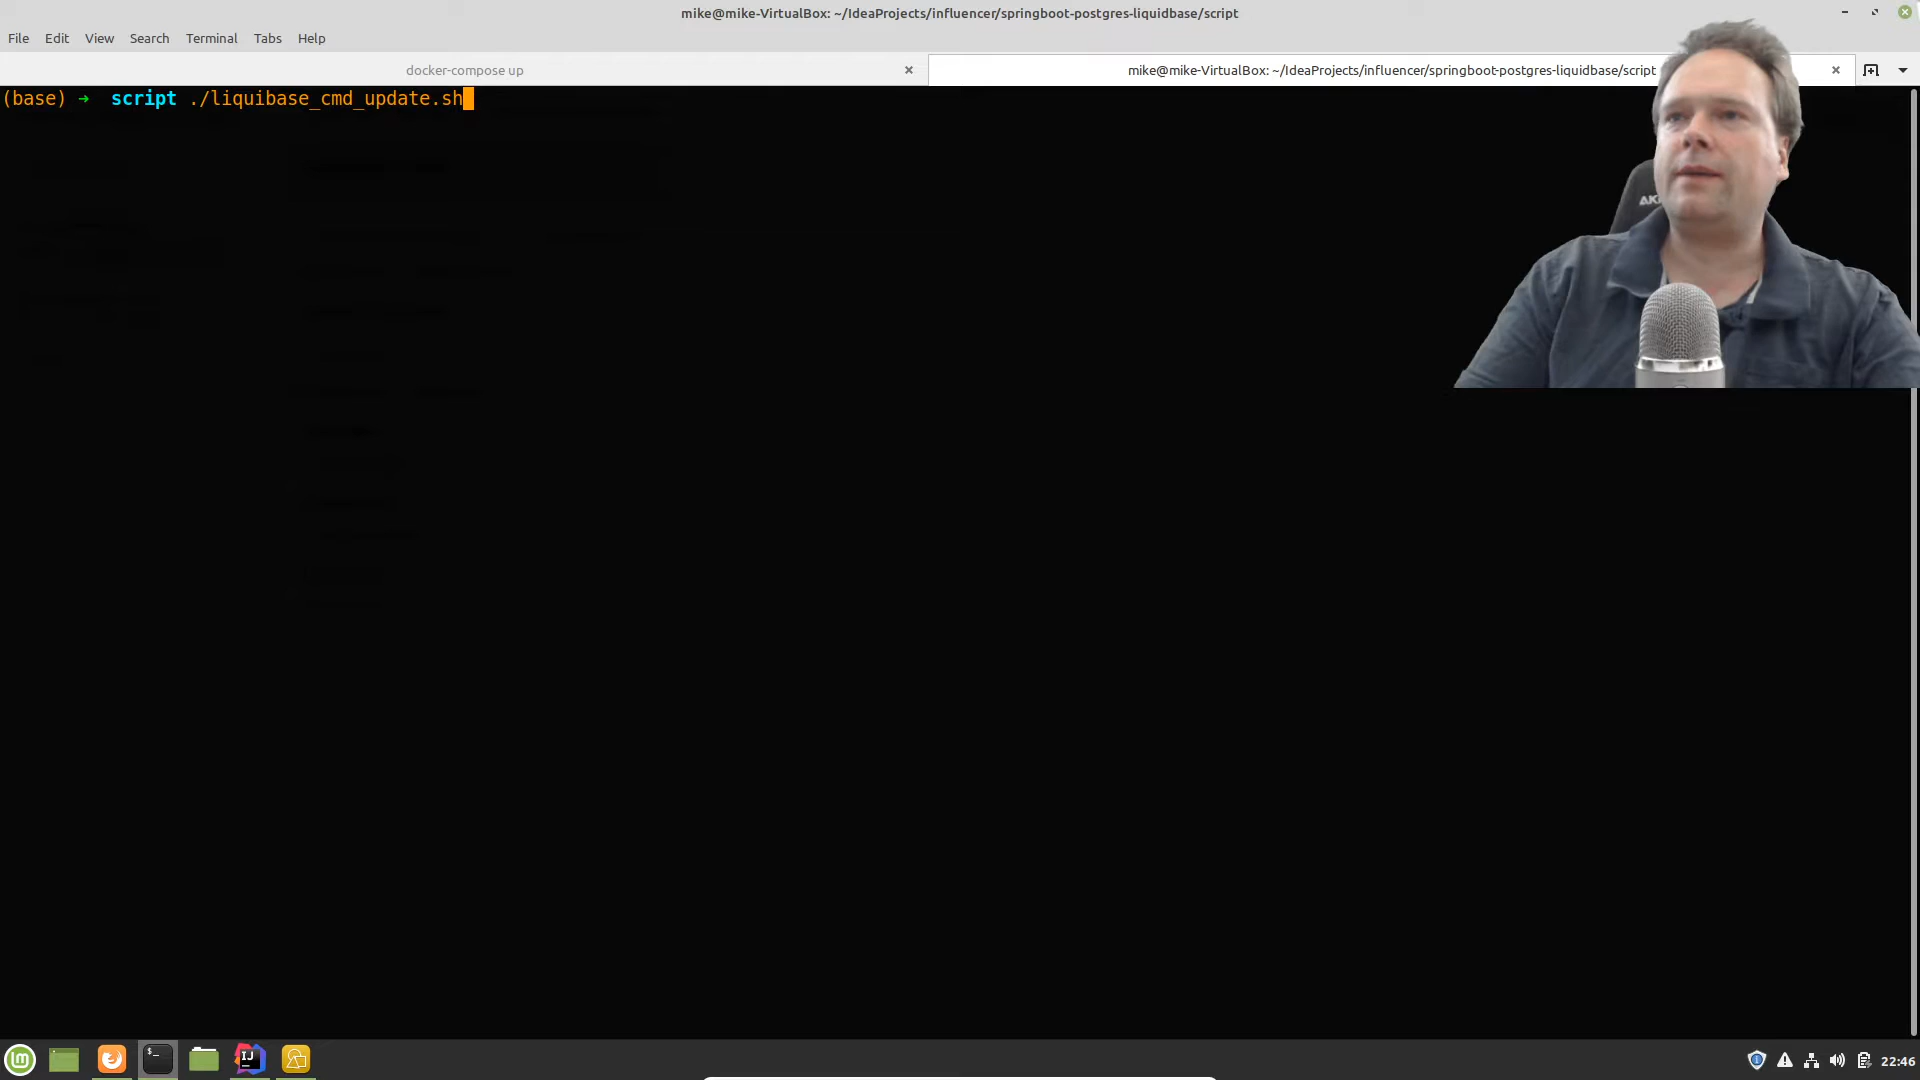 mike@mike-VirtualBox: ~/IdeaProjects/influencer/springboot-postgres-liquidbase/script
File Edit View Search Terminal Tabs Help
docker-compose up
mike@mike-VirtualBox: ~/IdeaProjects/influencer/springboot-postgres-liquidbase/script
(base) → script ./liquibase_cmd_update.sh
22:46